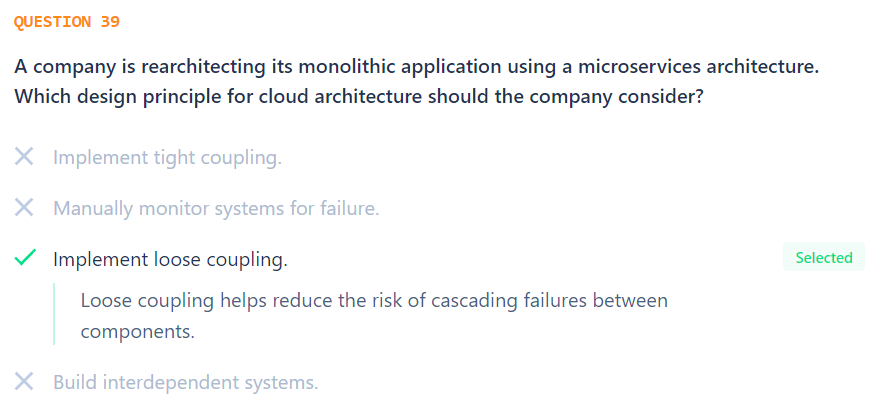 QUESTION 39
A company is rearchitecting its monolithic application using a microservices architecture.
Which design principle for cloud architecture should the company consider?
Implement tight coupling.
Manually monitor systems for failure.
Implement loose coupling.
Selected
Loose coupling helps reduce the risk of cascading failures between
components.
Build interdependent systems.